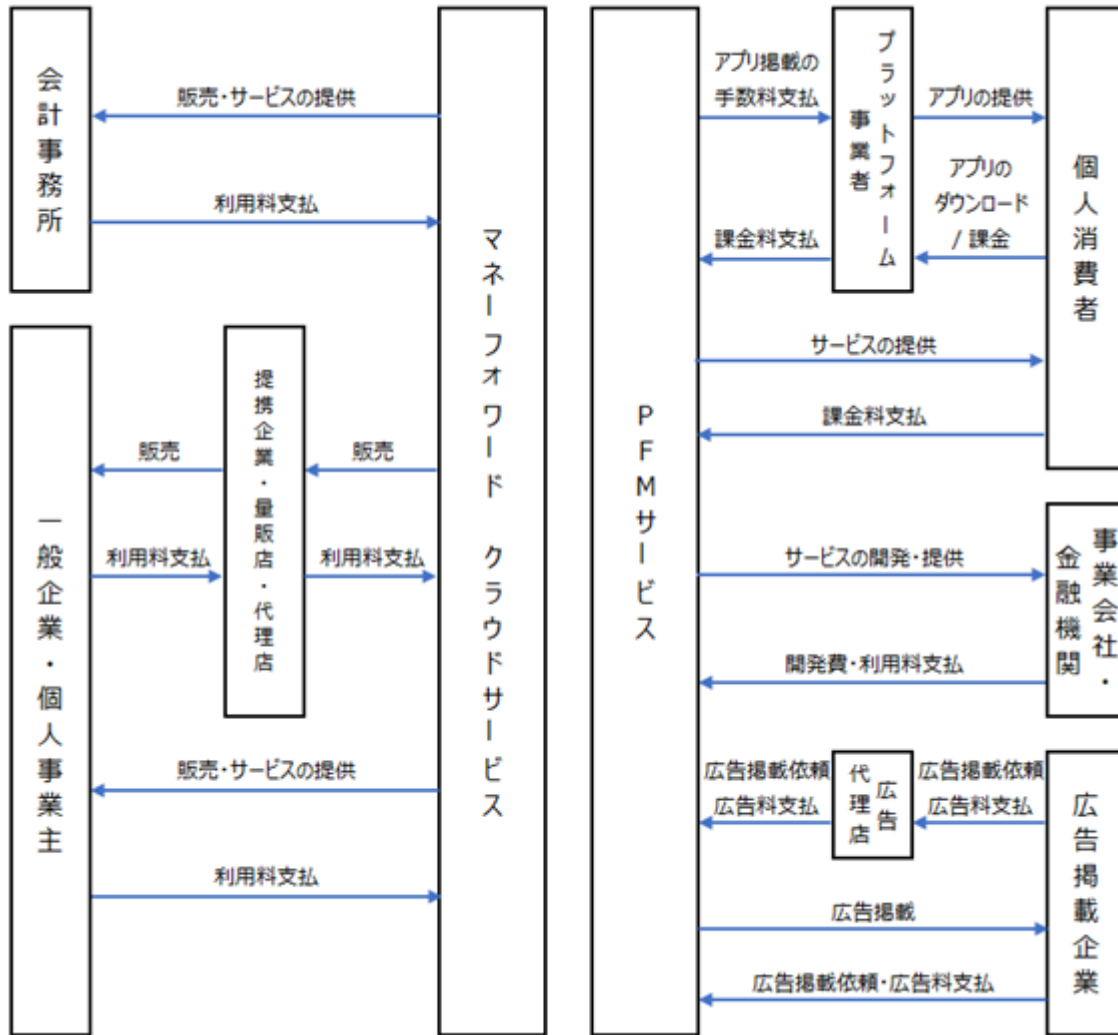 会計事務所
販売・サービスの提供
利用料支払
一般企業・個人事業主
提携企業・量販店・代理店
販売
販売
利用料支払
利用料支払
販売・サービスの提供
利用料支払
マネーフォワード クラウドサービス
PFMサービス
アプリ掲載の
手数料支払
課金料支払
プラットフォーム
事業者
アプリの提供
アプリの
ダウンロード
/ 課金
個人消費者
サービスの提供
課金料支払
サービスの開発・提供
開発費・利用料支払
事業会社・
金融機関
広告掲載依頼
広告料支払
広告
代理店
広告掲載依頼
広告料支払
広告掲載
広告掲載依頼・広告料支払
広告掲載企業